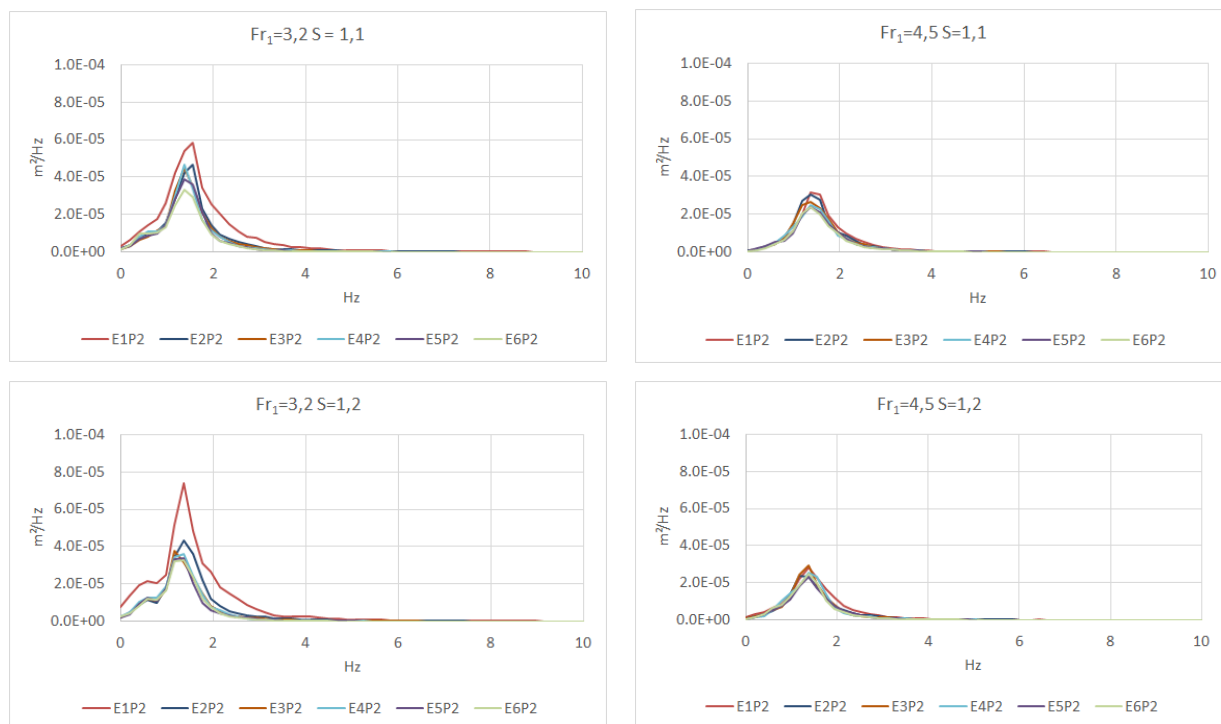 Fr₁=3,2 S = 1,1
1.0E-04
8.0E-05
6.0E-05
4.0E-05
2.0E-05
0.0E+00
m²/Hz
0 2 4 6 8 10
Hz
E1P2 E2P2 E3P2 E4P2 E5P2 E6P2
Fr₁=4,5 S=1,1
1.0E-04
8.0E-05
6.0E-05
4.0E-05
2.0E-05
0.0E+00
m²/Hz
0 2 4 6 8 10
Hz
E1P2 E2P2 E3P2 E4P2 E5P2 E6P2
Fr₁=3,2 S=1,2
1.0E-04
8.0E-05
6.0E-05
4.0E-05
2.0E-05
0.0E+00
m²/Hz
0 2 4 6 8 10
Hz
E1P2 E2P2 E3P2 E4P2 E5P2 E6P2
Fr₁=4,5 S=1,2
1.0E-04
8.0E-05
6.0E-05
4.0E-05
2.0E-05
0.0E+00
m²/Hz
0 2 4 6 8 10
Hz
E1P2 E2P2 E3P2 E4P2 E5P2 E6P2